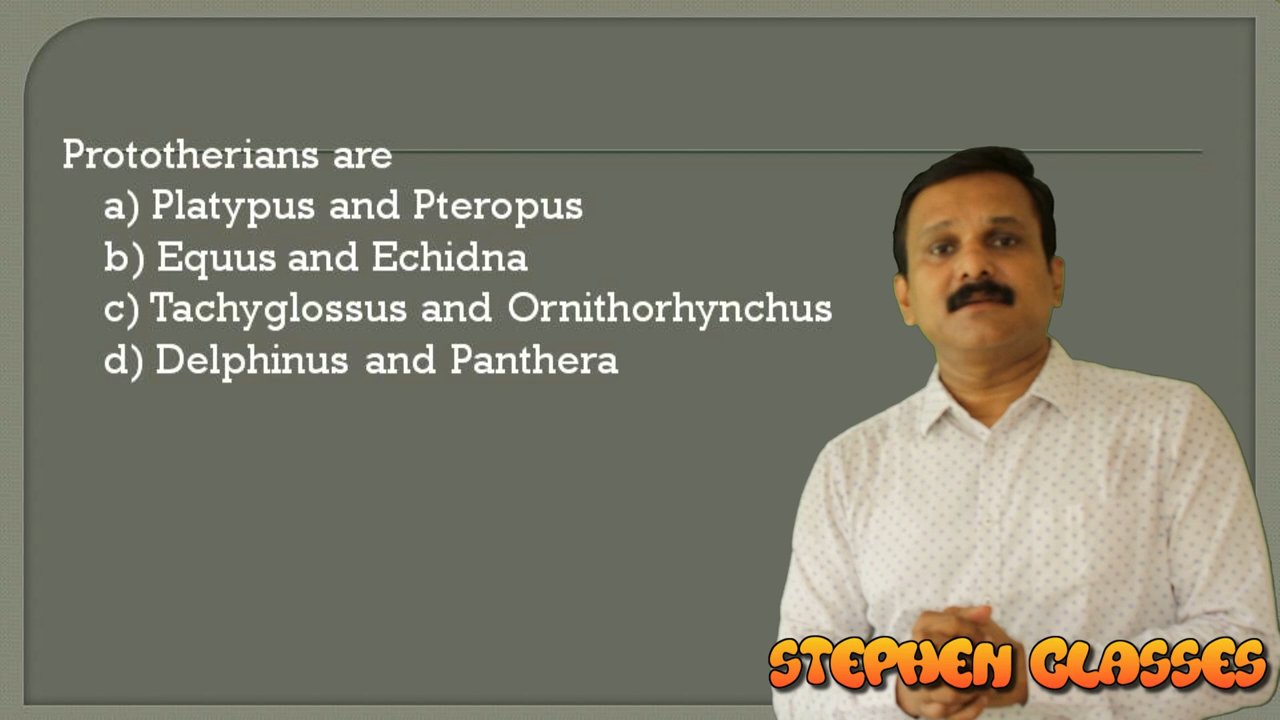 Prototherians are
a) Platypus and Pteropus
b) Equus and Echidna
c) Tachyglossus and Ornithorhynchus
d) Delphinus and Panthera
STEPHEN CLASSES